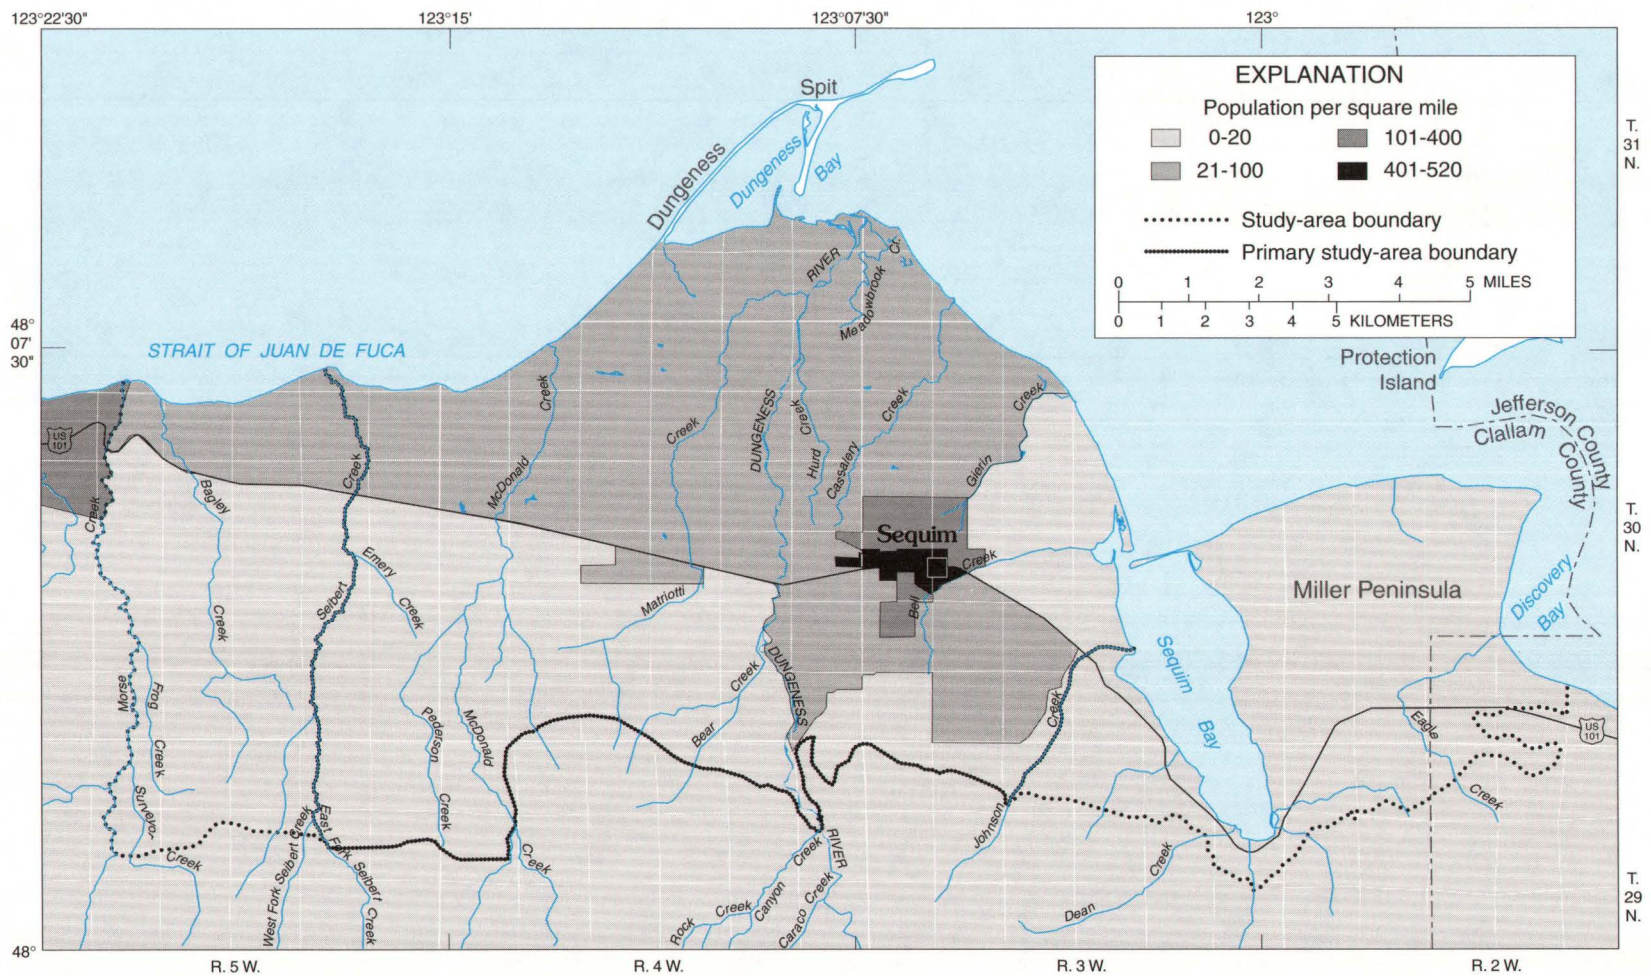 123°22'30"
123°15'
123°07'30"
123°
EXPLANATION
Population per square mile
0-20
101-400
21-100
401-520
Study-area boundary
Primary study-area boundary
0 1 2 3 4 5 MILES
0 1 2 3 4 5 KILOMETERS
T.
31
N.
Spit
Dungeness
Dungeness
Bay
RIVER
Meadowbrook
Cr.
48°
07'
30"
STRAIT OF JUAN DE FUCA
Protection
Island
Jefferson County
Clallam
County
US
101
Creek
Creek
DUNGENESS
Creek
Creek
Creek
Hurd
Cassalery
Gierin
McDonald
Creek
Bagley
Creek
Sequim
Creek
T.
30
N.
Emery
Creek
Seibert
Creek
Matriotti
Bell
Miller Peninsula
Discovery
Bay
Sequim
Bay
Morse
Frog
Creek
DUNGENESS
Creek
Bear
Creek
Pederson
Creek
McDonald
Eagle
Creek
US
101
Surveyor
Creek
East Fork
Seibert
Creek
West Fork Seibert Creek
Creek
RIVER
Johnson
Creek
Dean
Rock
Creek
Canyon
Creek
Caraco Creek
T.
29
N.
48°
R. 5 W.
R. 4 W.
R. 3 W.
R. 2 W.